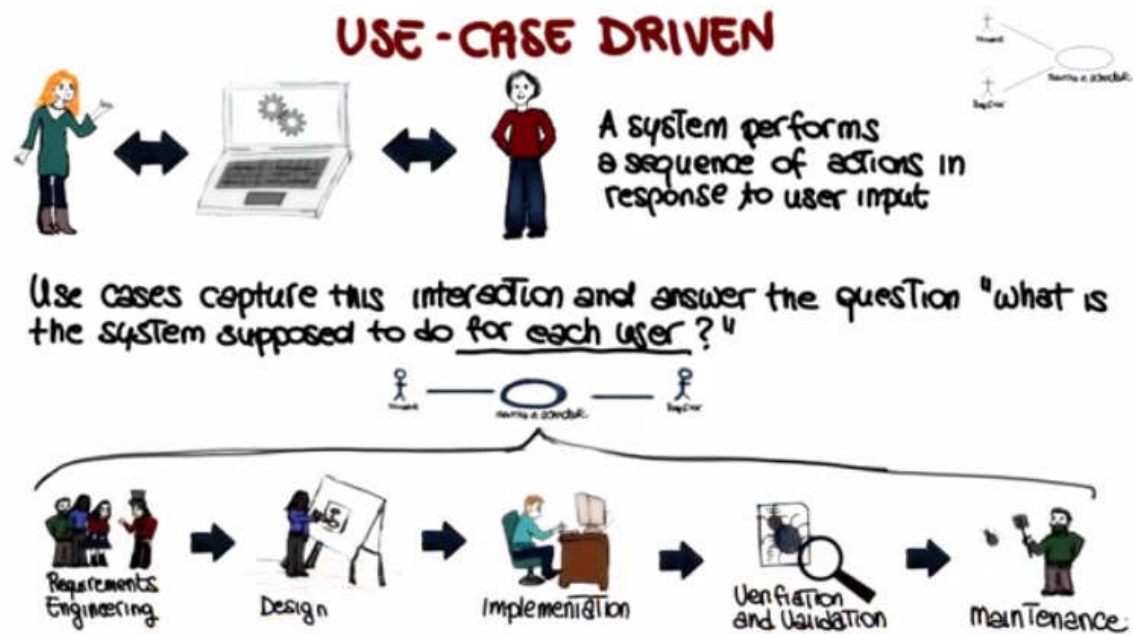 USE-CASE DRIVEN
A system performs
a sequence of actions in
response to user input
Use cases capture this interaction and answer the question "what is
the system supposed to do for each user?"
Requirements
Engineering
Design
Implementation
Verfiation
and Validation
Maintenance